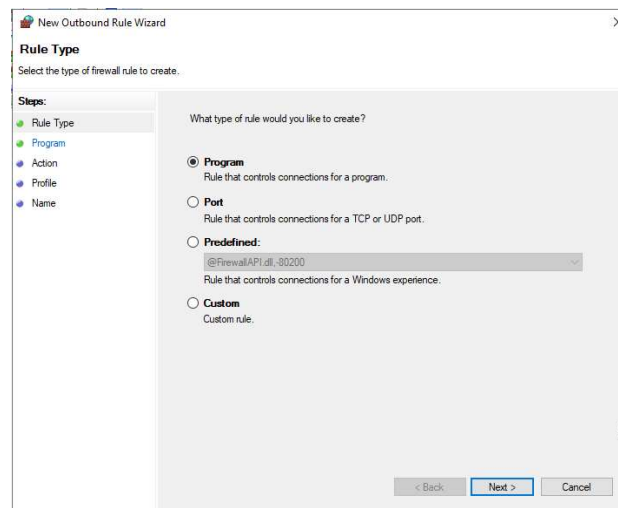 New Outbound Rule Wizard
Rule Type
Select the type of firewall rule to create.
Steps:
Rule Type
Program
Action
Profile
Name
What type of rule would you like to create?
Program
Rule that controls connections for a program.
Port
Rule that controls connections for a TCP or UDP port.
Predefined:
@FirewallAPI.dll,-80200
Rule that controls connections for a Windows experience.
Custom
Custom rule.
< Back Next > Cancel